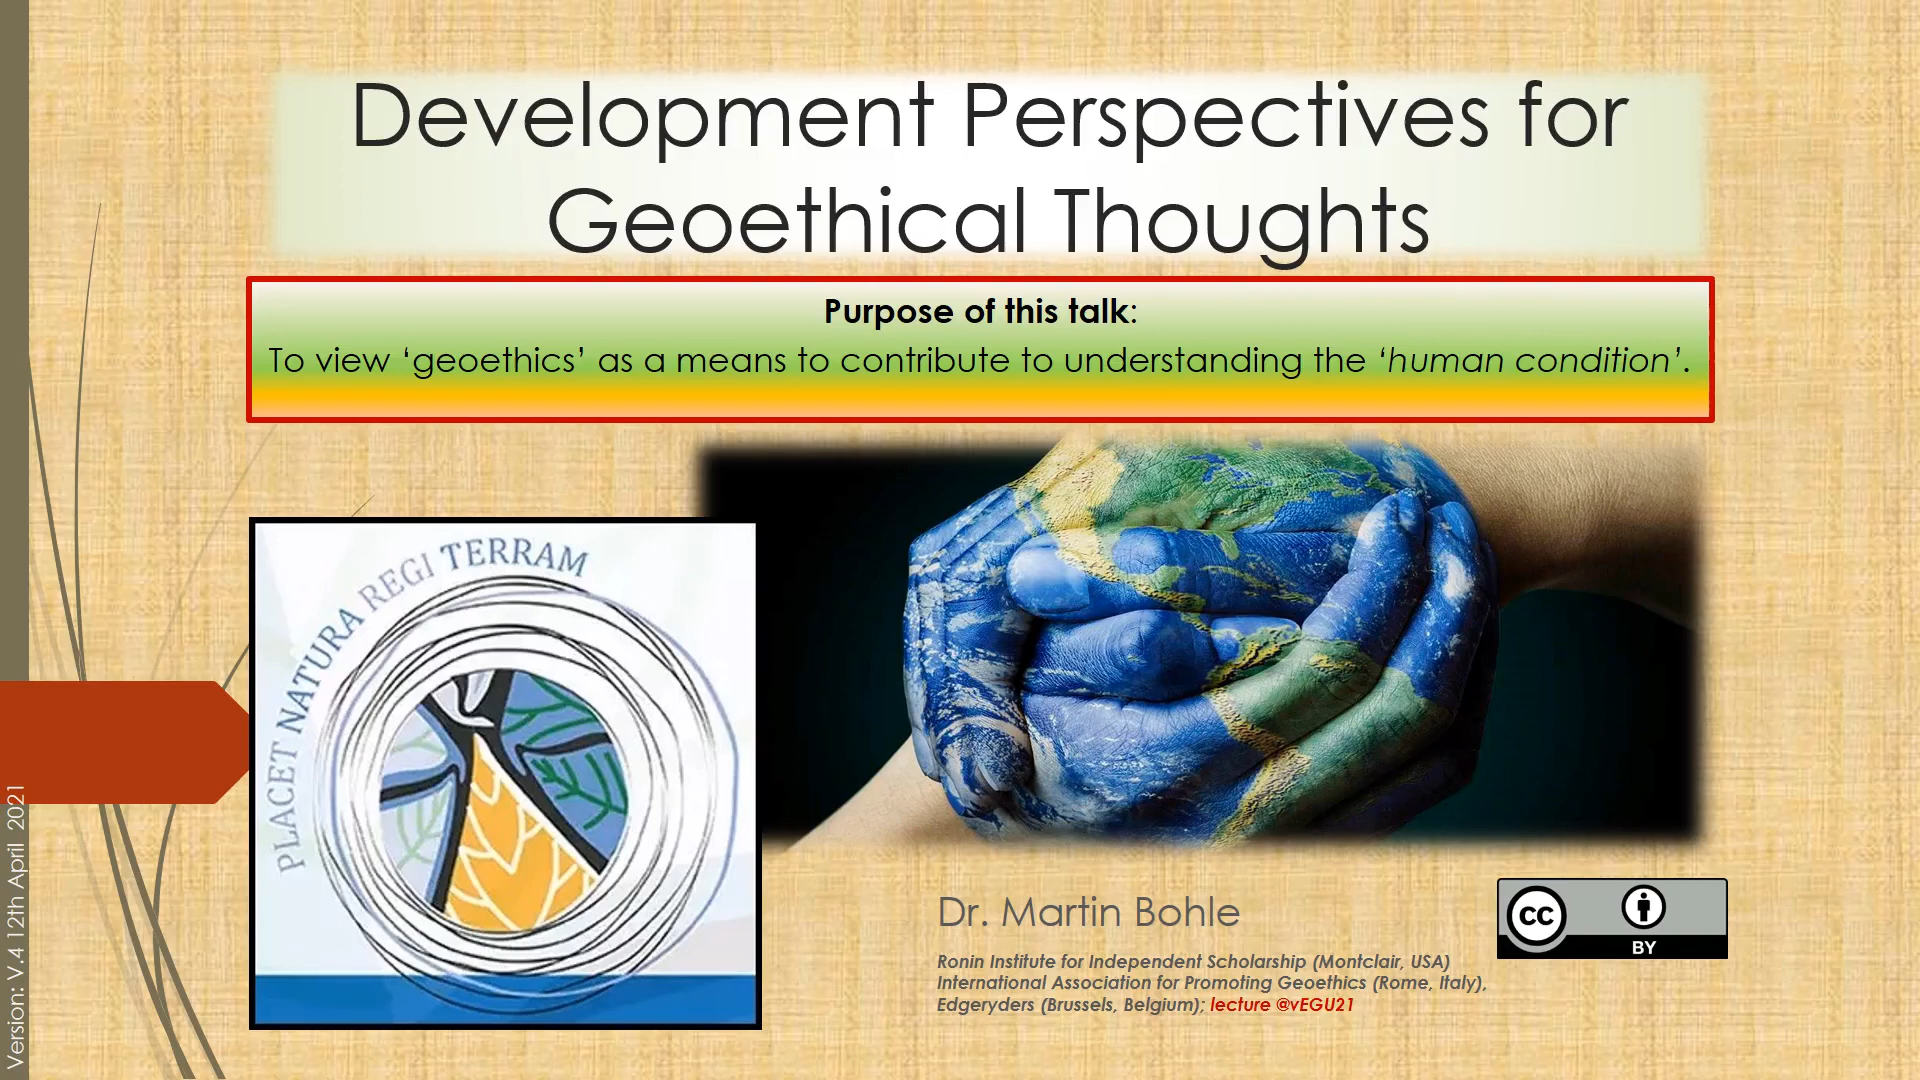 Development Perspectives for
Geoethical Thoughts
Purpose of this talk:
To view ‘geoethics’ as a means to contribute to understanding the ‘human condition’.
PLACET NATURA REGI TERRAM
Dr. Martin Bohle
Ronin Institute for Independent Scholarship (Montclair, USA)
International Association for Promoting Geoethics (Rome, Italy),
Edgeryders (Brussels, Belgium); lecture @vEGU21
cc
BY
Version: V.4 12th April 2021